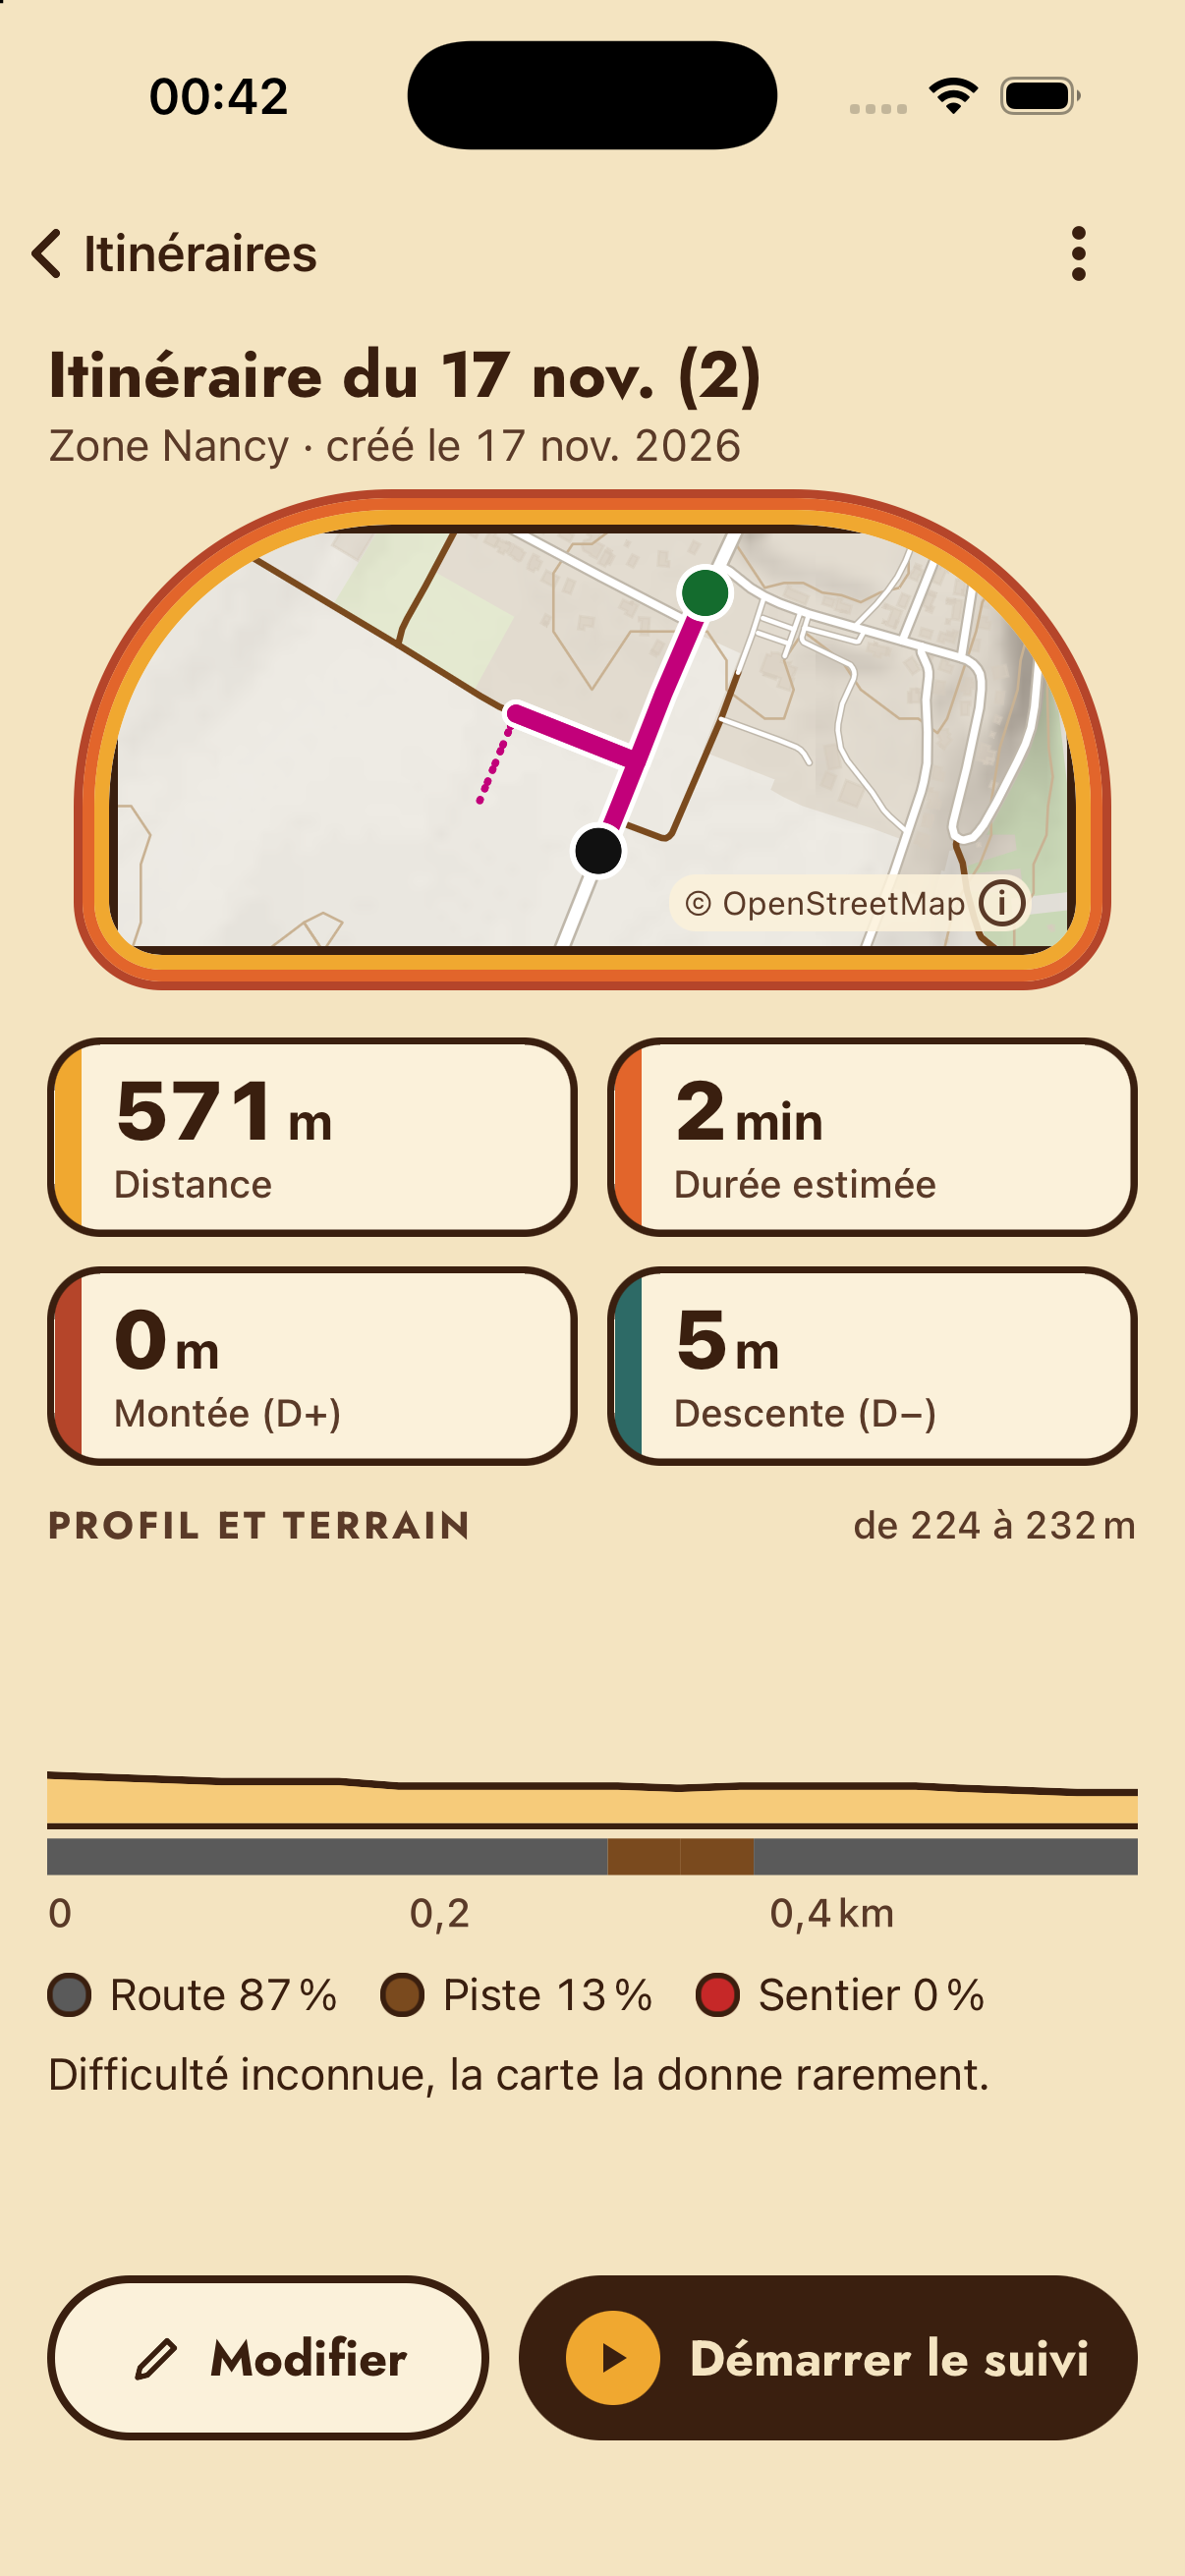 00:42
Itinéraires
Itinéraire du 17 nov. (2)
Zone Nancy · créé le 17 nov. 2026
© OpenStreetMap i
571 m
Distance
2 min
Durée estimée
0 m
Montée (D+)
5 m
Descente (D−)
PROFIL ET TERRAIN
de 224 à 232 m
0 0,2 0,4 km
Route 87 % Piste 13 % Sentier 0 %
Difficulté inconnue, la carte la donne rarement.
Modifier
Démarrer le suivi